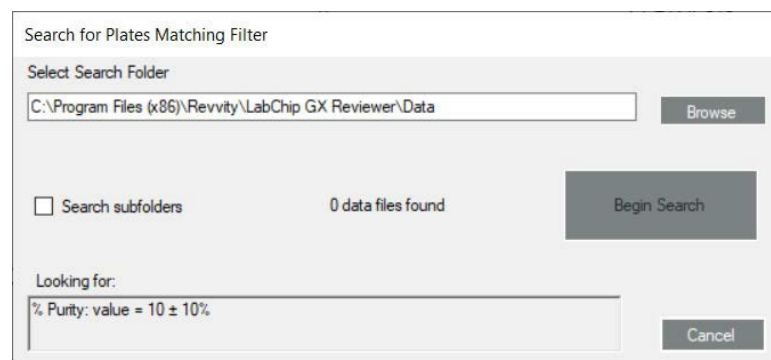 Search for Plates Matching Filter
Select Search Folder
C:\Program Files (x86)\Revvity\LabChip GX Reviewer\Data
Browse
Search subfolders
0 data files found
Begin Search
Looking for:
% Purity: value = 10 ± 10%
Cancel